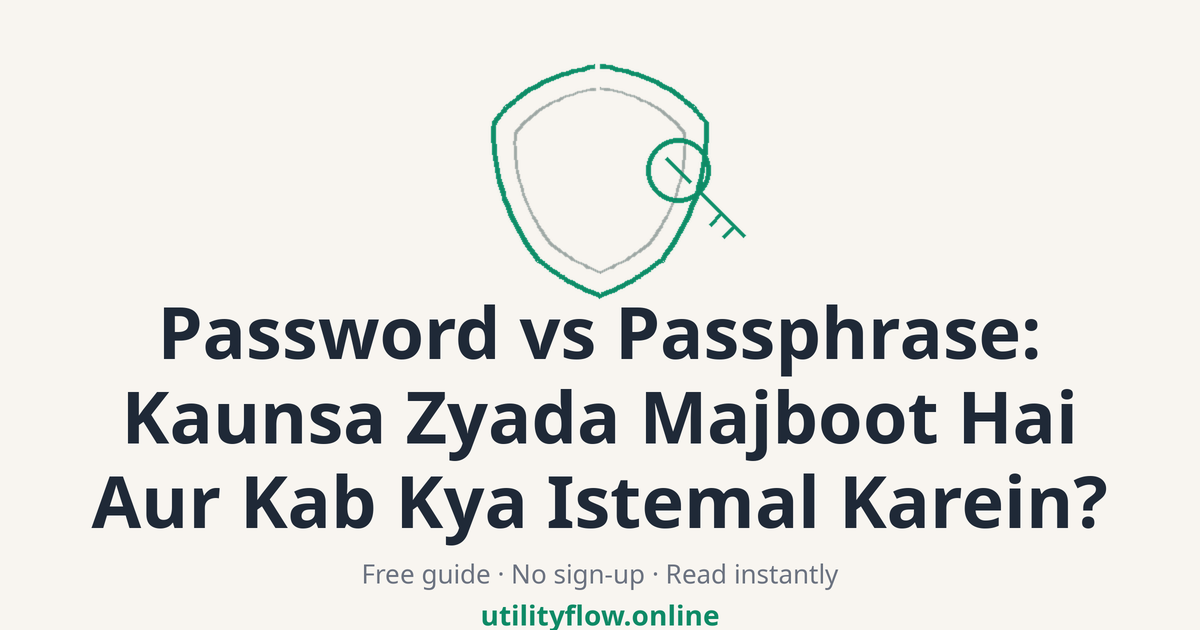 Password vs Passphrase:
Kaunsa Zyada Majboot Hai
Aur Kab Kya Istemal Karein?
Free guide · No sign-up · Read instantly
utilityflow.online